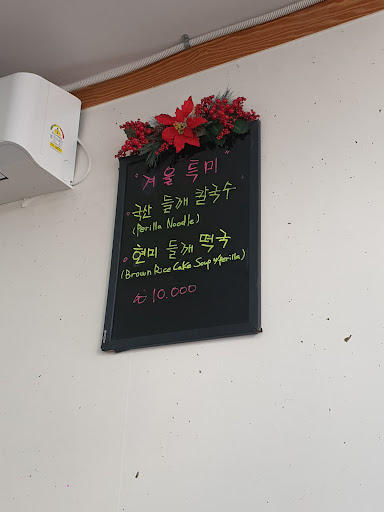 "겨울 특미"
◦ 국산 들깨 칼국수
(Perilla Noodle)
◦ 현미 들깨 떡국
(Brown Rice Cake Soup w/perilla)
10.000